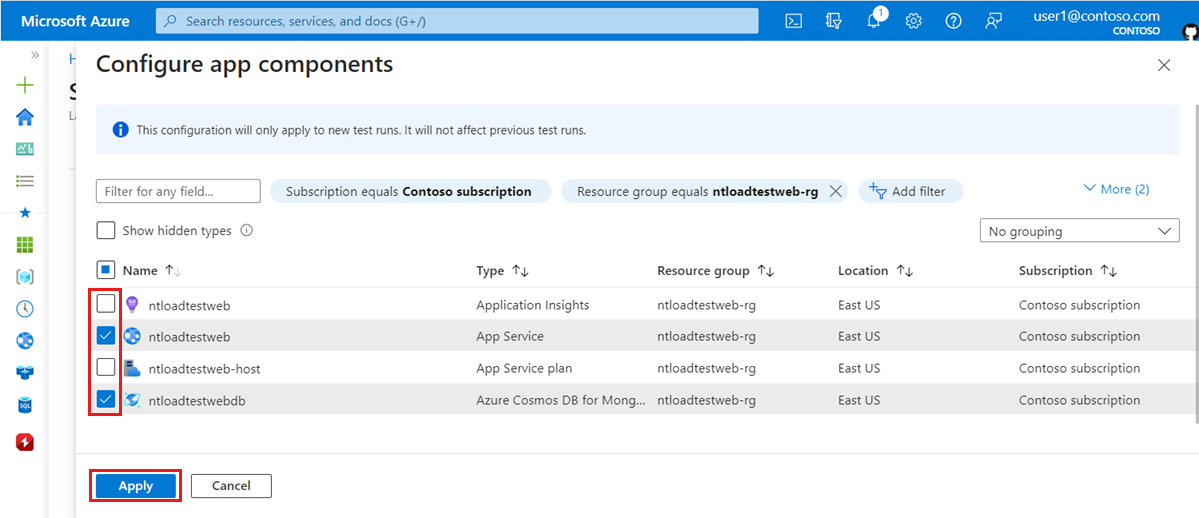 Microsoft Azure
Search resources, services, and docs (G+/)
1
user1@contoso.com
CONTOSO
Configure app components
This configuration will only apply to new test runs. It will not affect previous test runs.
Filter for any field...
Subscription equals Contoso subscription
Resource group equals ntloadtestweb-rg
Add filter
More (2)
Show hidden types
No grouping
Name Type Resource group Location Subscription
ntloadtestweb Application Insights ntloadtestweb-rg East US Contoso subscription
ntloadtestweb App Service ntloadtestweb-rg East US Contoso subscription
ntloadtestweb-host App Service plan ntloadtestweb-rg East US Contoso subscription
ntloadtestwebdb Azure Cosmos DB for Mong... ntloadtestweb-rg East US Contoso subscription
SQL
Apply
Cancel